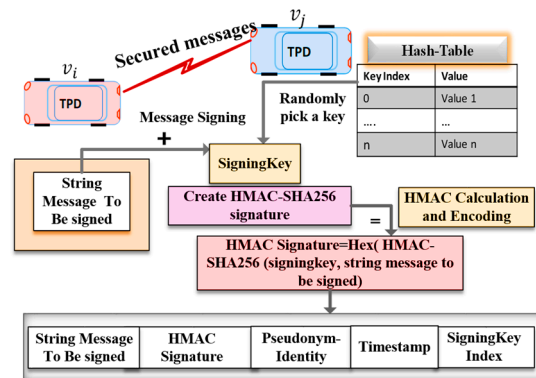 Secured messages
v_i
v_j
TPD
TPD
Hash-Table
Key Index Value
0 Value 1
.... ...
n Value n
Message Signing
+
Randomly
pick a key
SigningKey
String
Message To
Be signed
Create HMAC-SHA256
signature
=
HMAC Calculation
and Encoding
HMAC Signature=Hex( HMAC-
SHA256 (signingkey, string message to
be signed)
String Message
To Be signed
HMAC
Signature
Pseudonym-
Identity
Timestamp
SigningKey
Index